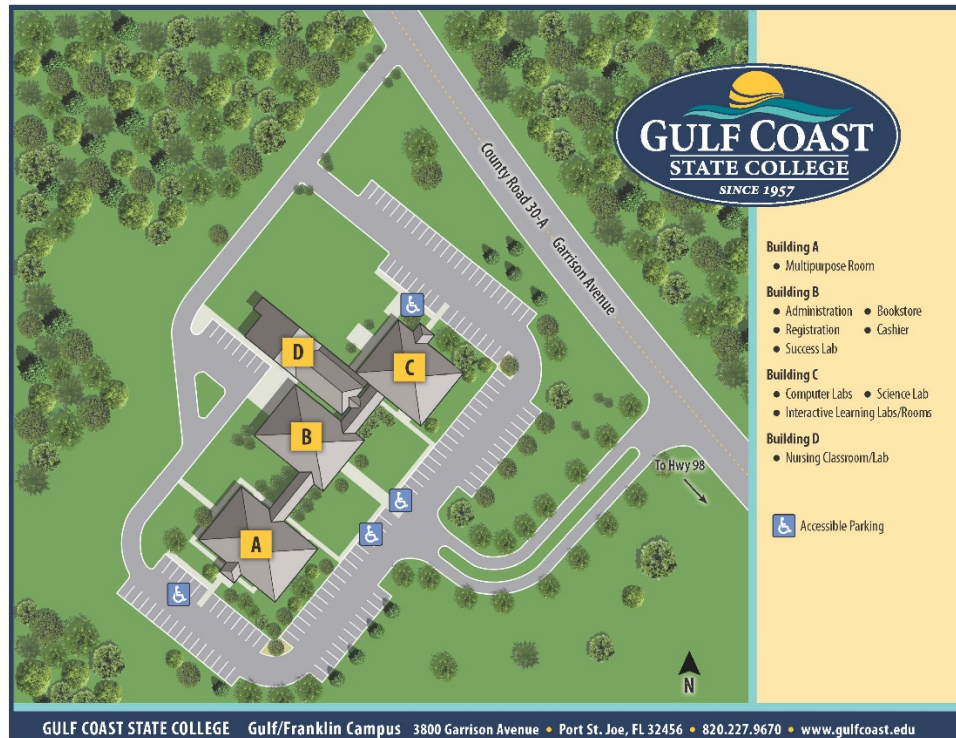 County Road 30-A Garrison Avenue
To Hwy 98
D
C
B
A
N
GULF COAST
STATE COLLEGE
SINCE 1957
Building A
• Multipurpose Room
Building B
• Administration • Bookstore
• Registration • Cashier
• Success Lab
Building C
• Computer Labs • Science Lab
• Interactive Learning Labs/Rooms
Building D
• Nursing Classroom/Lab
Accessible Parking
GULF COAST STATE COLLEGE Gulf/Franklin Campus 3800 Garrison Avenue • Port St. Joe, FL 32456 • 820.227.9670 • www.gulfcoast.edu